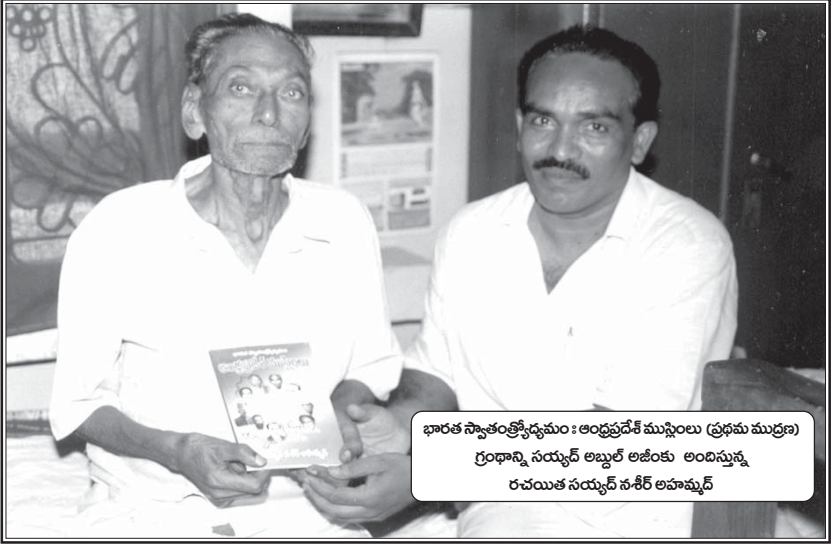 భారత స్వాతంత్ర్యోద్యమం : ఆంధ్రప్రదేశ్ ముస్లింలు (ప్రథమ ముద్రణ)
గ్రంథాన్ని సయ్యద్ అబ్దుల్ అజీంకు అందిస్తున్న
రచయిత సయ్యద్ నశీర్ అహమ్మద్